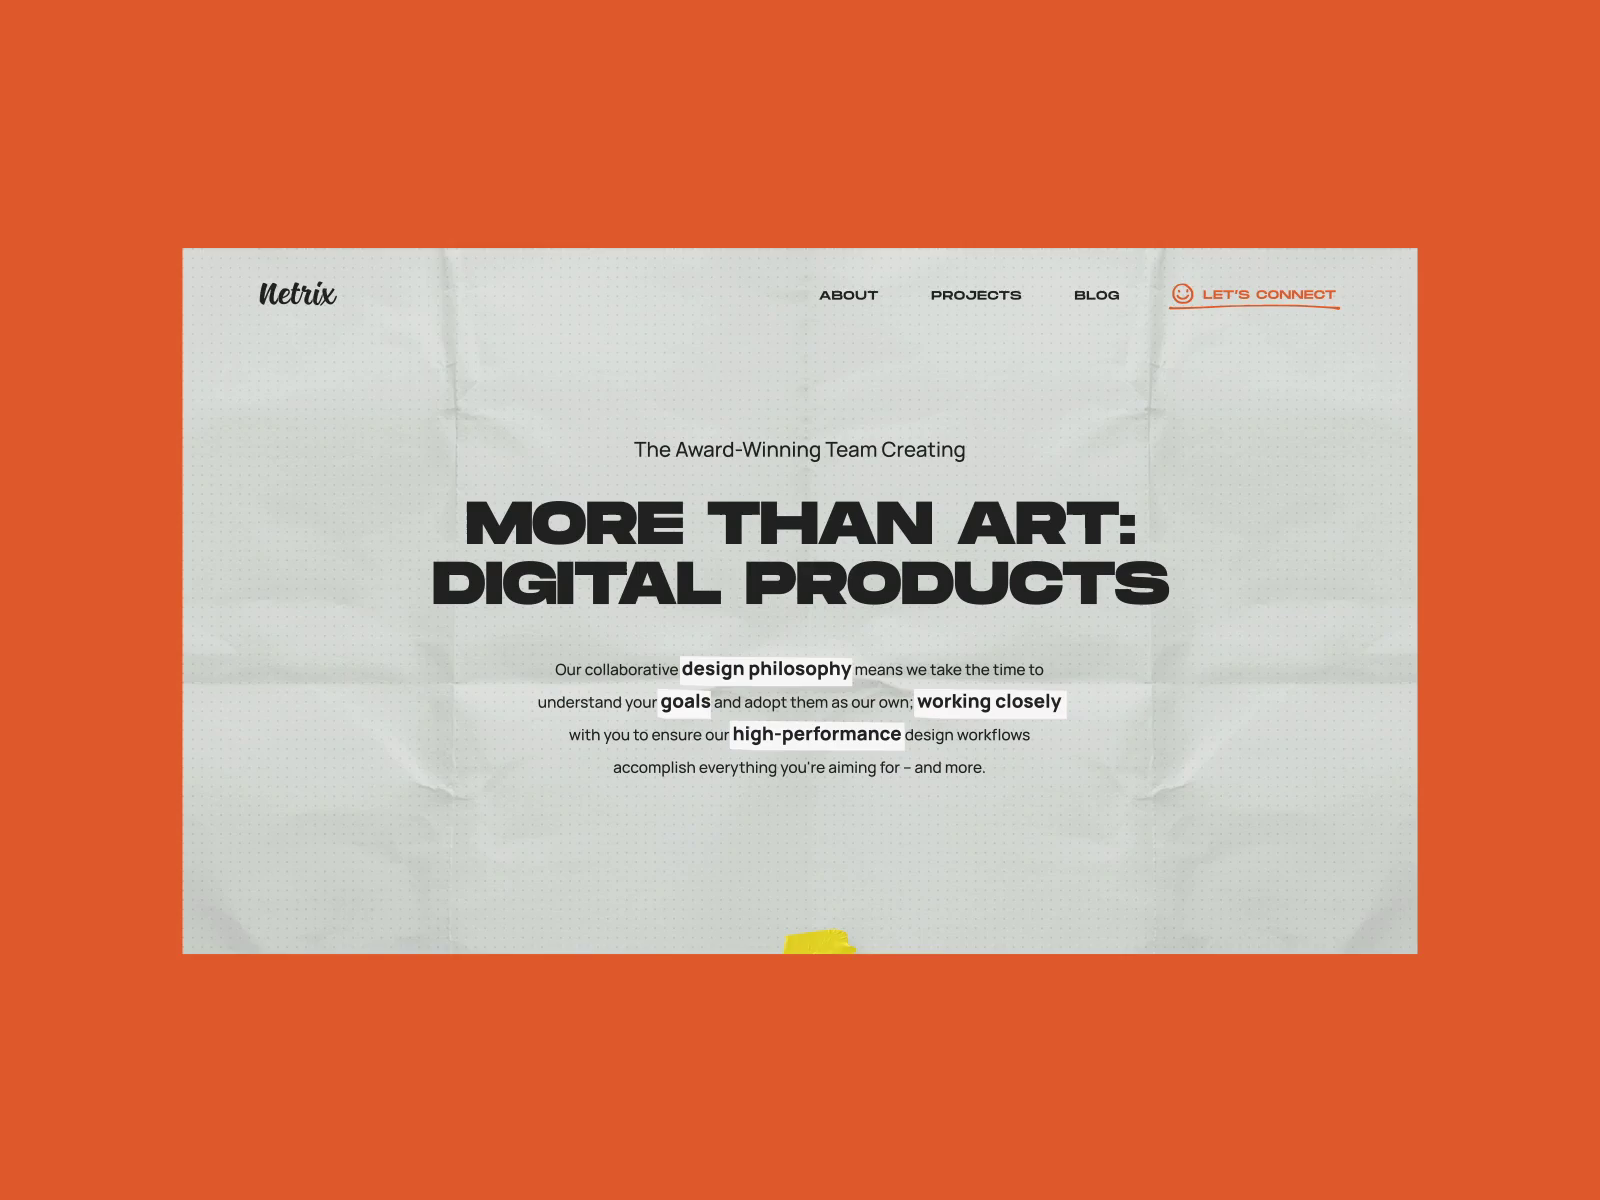 Netrix
ABOUT PROJECTS BLOG LET'S CONNECT
The Award-Winning Team Creating
MORE THAN ART:
DIGITAL PRODUCTS
Our collaborative design philosophy means we take the time to
understand your goals and adopt them as our own; working closely
with you to ensure our high-performance design workflows
accomplish everything you're aiming for – and more.